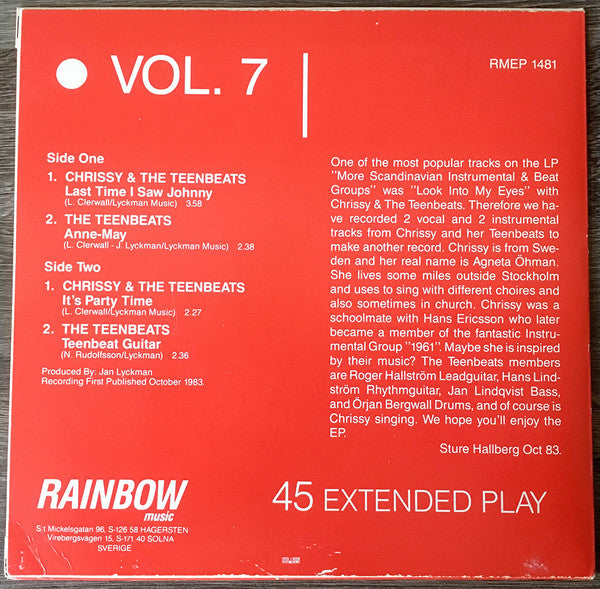 VOL. 7
RMEP 1481
Side One
1. CHRISSY & THE TEENBEATS
Last Time I Saw Johnny
(L. Clerwall/Lyckman Music) 3.58
2. THE TEENBEATS
Anne-May
(L. Clerwall - J. Lyckman/Lyckman Music) 2.38
Side Two
1. CHRISSY & THE TEENBEATS
It's Party Time
(L. Clerwall/Lyckman Music) 2.27
2. THE TEENBEATS
Teenbeat Guitar
(N. Rudolfsson/Lyckman) 2.36
Produced By: Jan Lyckman
Recording First Published October 1983.
One of the most popular tracks on the LP
"More Scandinavian Instrumental & Beat
Groups" was "Look Into My Eyes" with
Chrissy & The Teenbeats. Therefore we ha-
ve recorded 2 vocal and 2 instrumental
tracks from Chrissy and her Teenbeats to
make another record. Chrissy is from Swe-
den and her real name is Agneta Öhman.
She lives some miles outside Stockholm
and uses to sing with different choires and
also sometimes in church. Chrissy was a
schoolmate with Hans Ericsson who later
became a member of the fantastic Instru-
mental Group "1961". Maybe she is inspired
by their music? The Teenbeats members
are Roger Hallström Leadguitar, Hans Lind-
ström Rhythmguitar, Jan Lindqvist Bass,
and Örjan Bergwall Drums, and of course is
Chrissy singing. We hope you'll enjoy the
EP.
Sture Hallberg Oct 83.
RAINBOW
music
S:t Mickelsgatan 96, S-126 58 HÄGERSTEN
Virebergsvägen 15, S-171 40 SOLNA
SVERIGE
45 EXTENDED PLAY